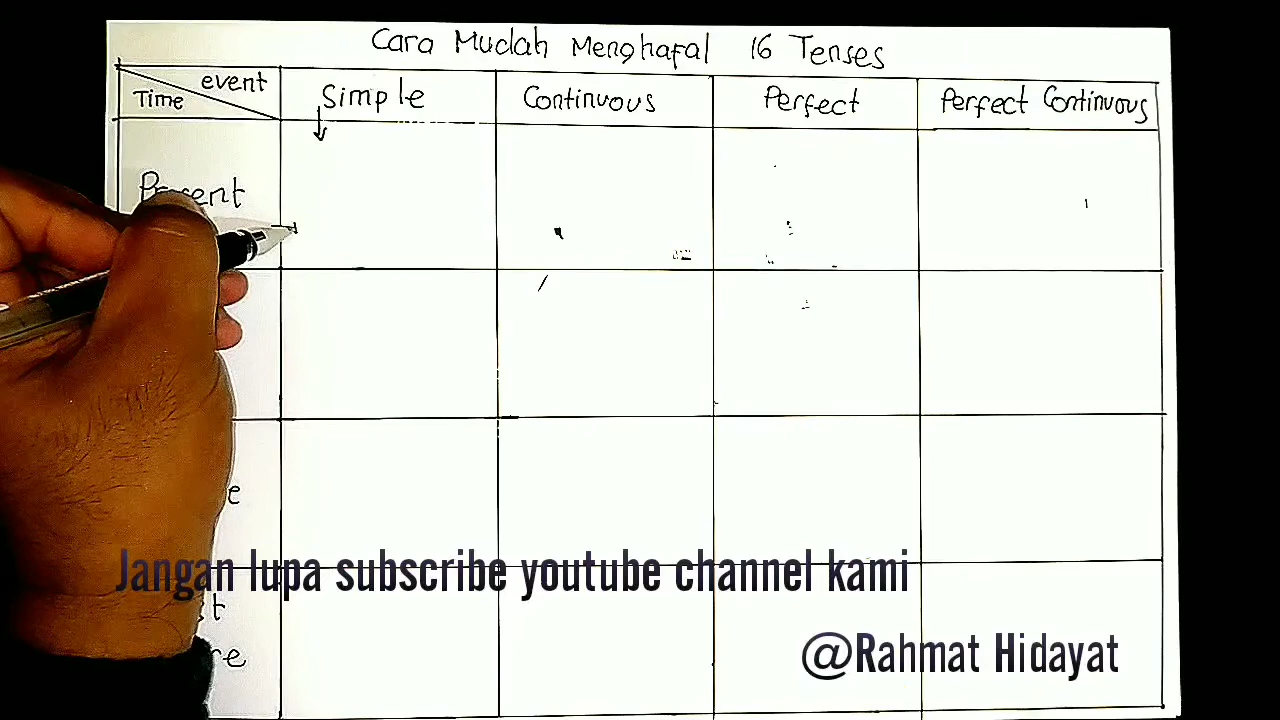 Cara Mudah Menghafal 16 Tenses
event
Time
Simple
Continuous
Perfect
Perfect Continuous
Present
Jangan lupa subscribe youtube channel kami
@Rahmat Hidayat